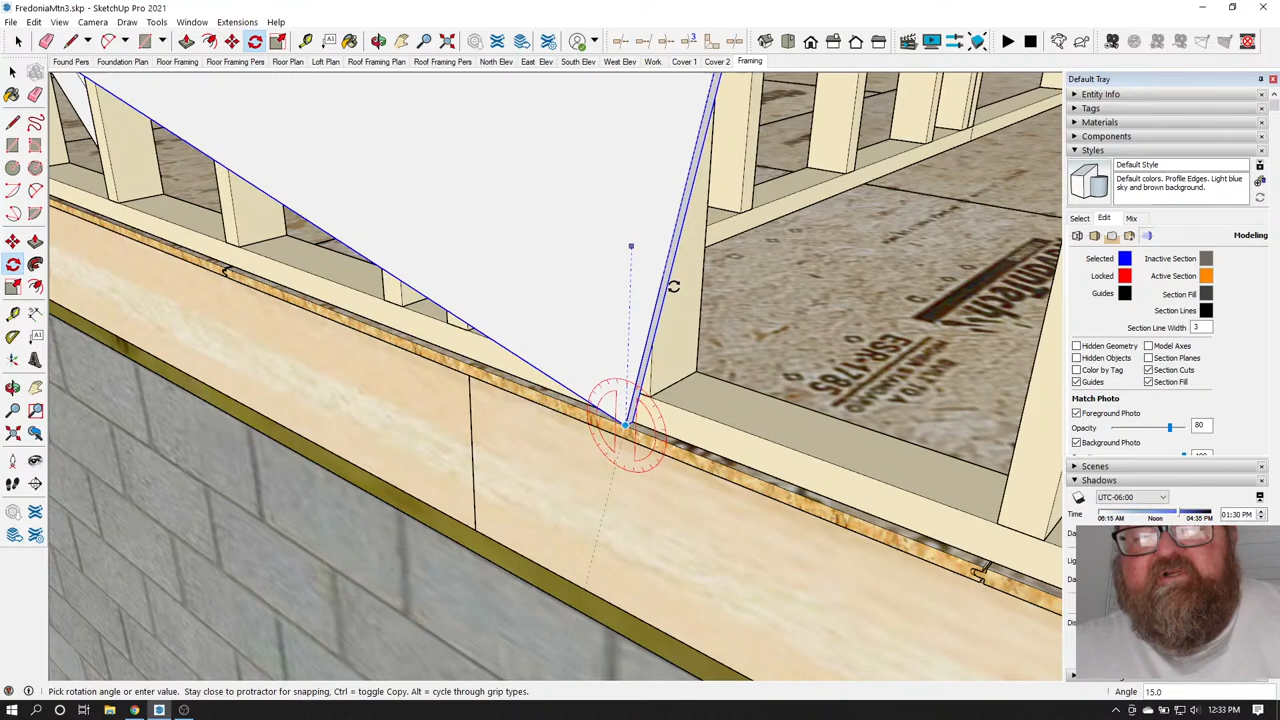 FredoniaMtn3.skp - SketchUp Pro 2021
File Edit View Camera Draw Tools Window Extensions Help
3
Found Pers Foundation Plan Floor Framing Floor Framing Pers Floor Plan Loft Plan Roof Framing Plan Roof Framing Pers North Elev East Elev South Elev West Elev Work Cover 1 Cover 2 Framing
Default Tray
Entity Info
Tags
Materials
Components
Styles
Default Style
Default colors. Profile Edges. Light blue
sky and brown background.
Select Edit Mix
Modeling
Selected Inactive Section
Locked Active Section
Guides Section Fill
Section Lines
Section Line Width 3
Hidden Geometry Model Axes
Hidden Objects Section Planes
Color by Tag Section Cuts
Guides Section Fill
Match Photo
Foreground Photo
Opacity 80
Background Photo
Scenes
Shadows
UTC-06:00
Time 06:15 AM Noon 04:35 PM 01:30 PM
ESR-1785
Pick rotation angle or enter value. Stay close to protractor for snapping, Ctrl = toggle Copy. Alt = cycle through grip types.
Angle 15.0
12:33 PM